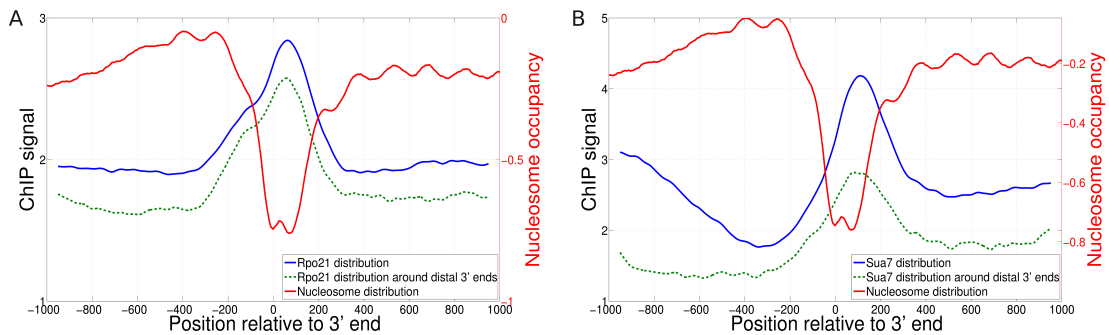 A
ChIP signal
3
2
1
0
−0.5
−1
Nucleosome occupancy
Rpo21 distribution
Rpo21 distribution around distal 3' ends
Nucleosome distribution
−1000 −800 −600 −400 −200 0 200 400 600 800 1000
Position relative to 3' end
B
ChIP signal
5
4
3
2
1
−0.2
−0.4
−0.6
−0.8
Nucleosome occupancy
Sua7 distribution
Sua7 distribution around distal 3' ends
Nucleosome distribution
−1000 −800 −600 −400 −200 0 200 400 600 800 1000
Position relative to 3' end